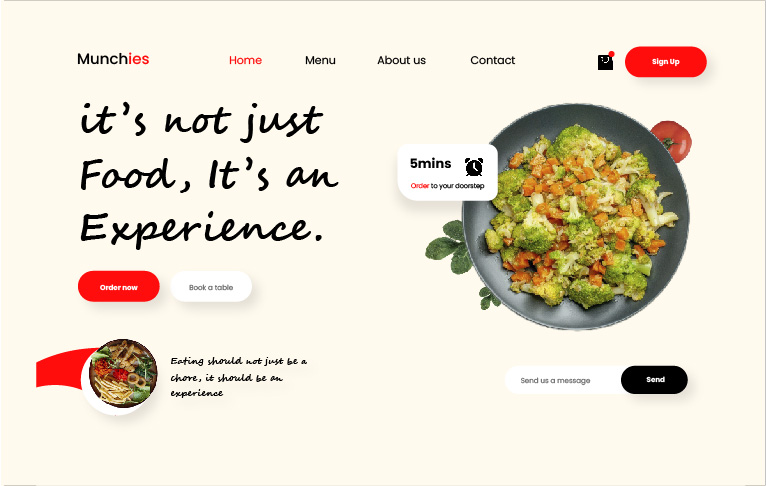 Munchies
Home
Menu
About us
Contact
Sign Up
it's not just
Food, It's an
Experience.
5mins
Order to your doorstep
Order now
Book a table
Eating should not just be a
chore, it should be an
experience
Send us a message
Send